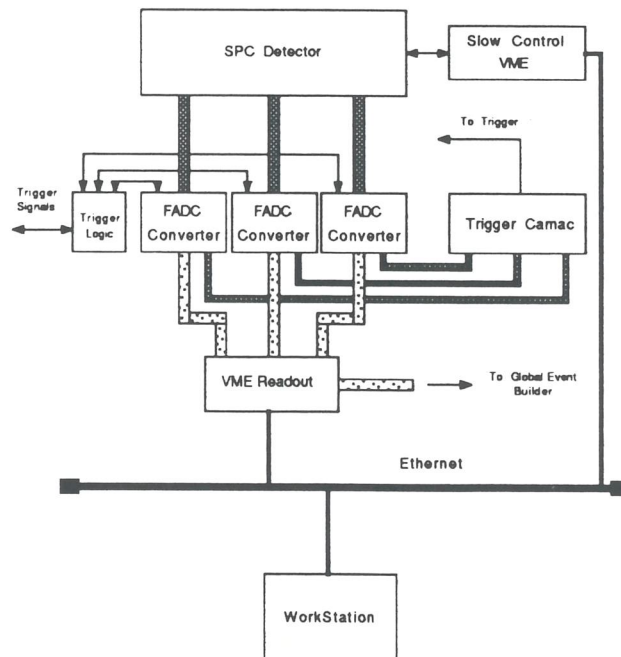 SPC Detector
Slow Control
VME
To Trigger
Trigger
Signals
Trigger
Logic
FADC
Converter
FADC
Converter
FADC
Converter
Trigger Camac
VME Readout
To Global Event
Builder
Ethernet
WorkStation